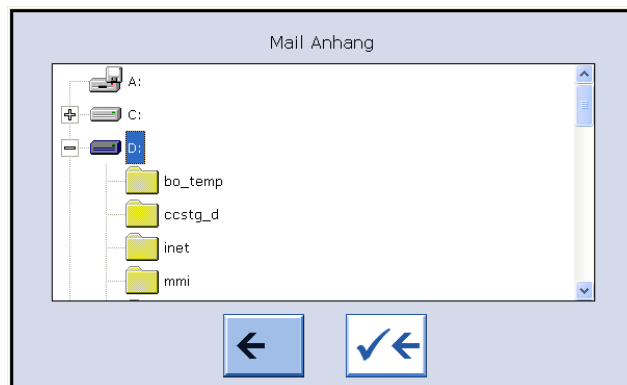 Mail Anhang
A:
C:
D:
bo_temp
ccstg_d
inet
mmi